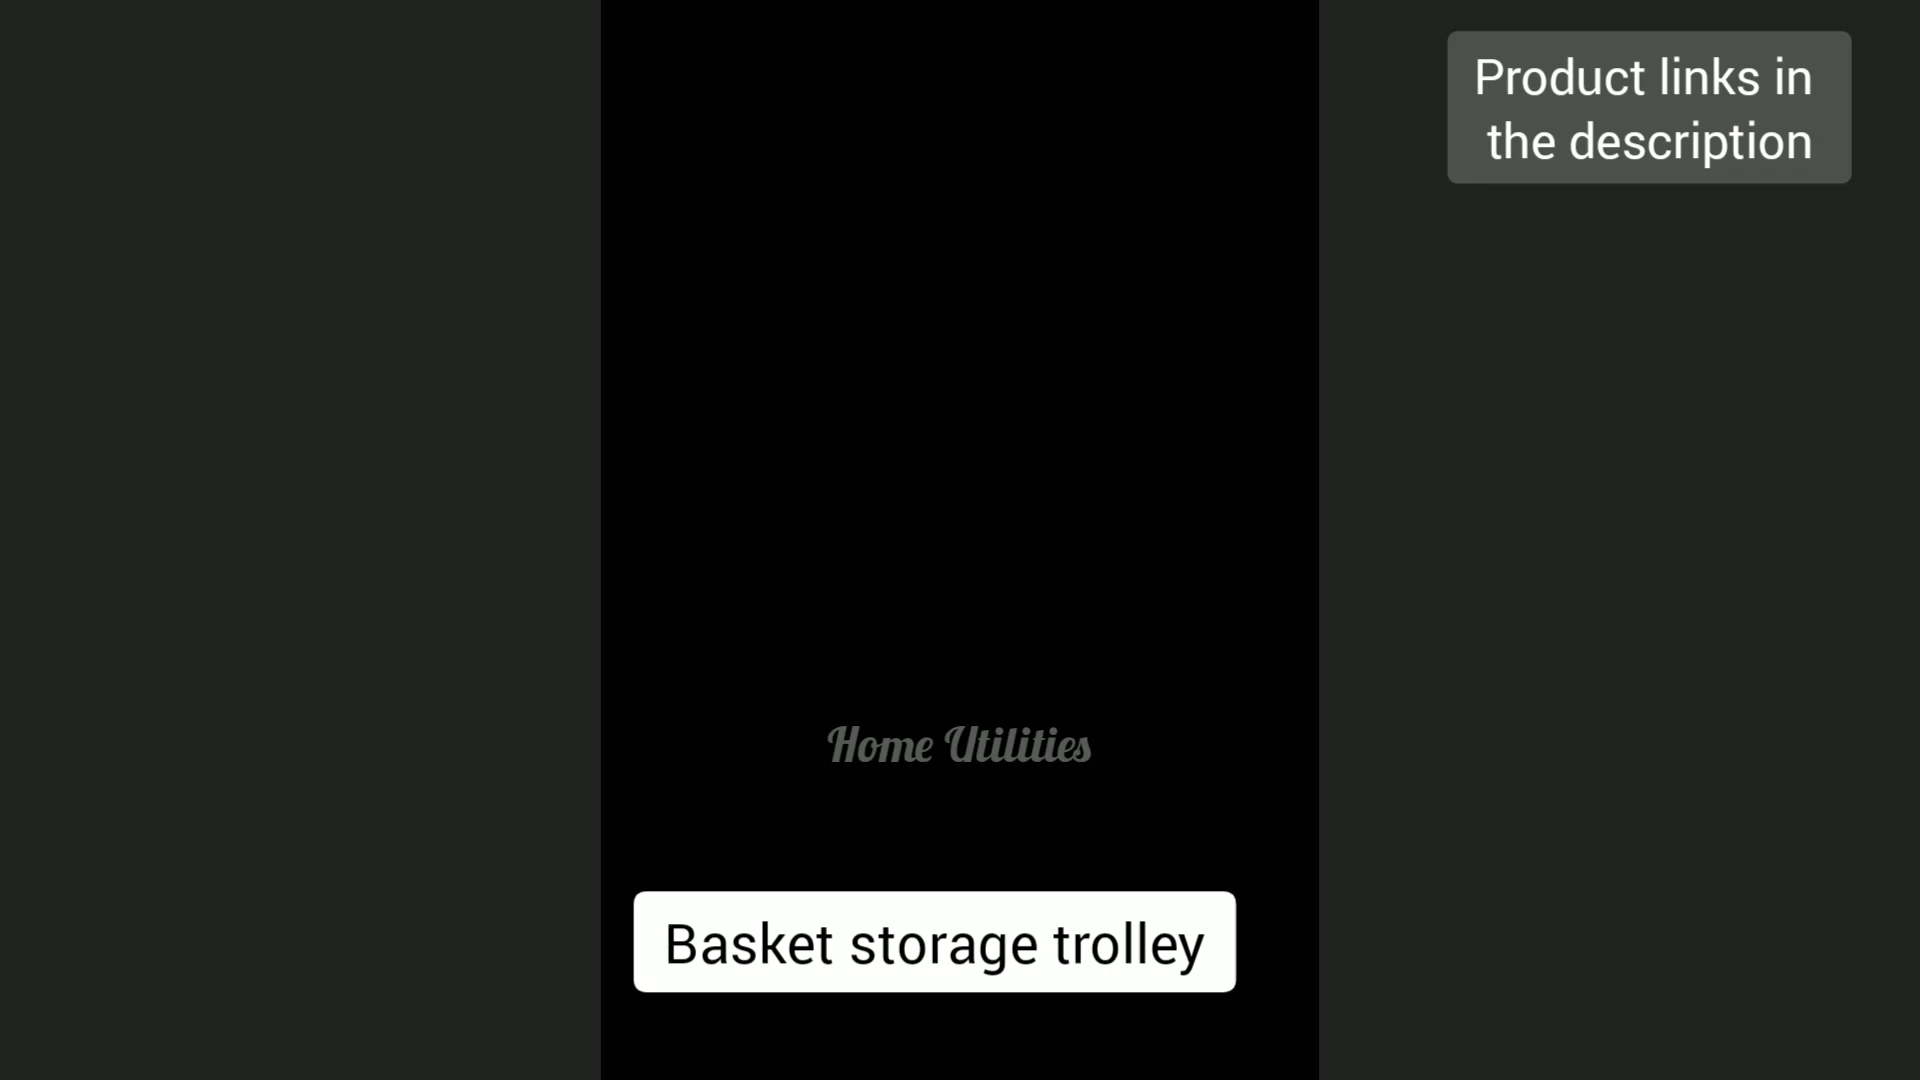 Product links in
the description
Home Utilities
Basket storage trolley